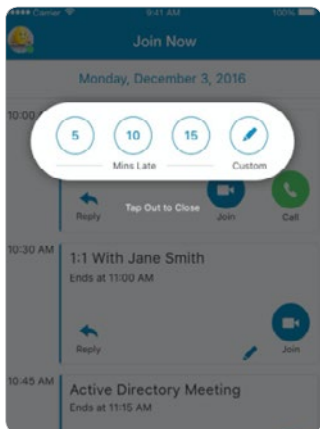 Carrier 9:41 AM 100%
Join Now
Monday, December 3, 2016
10:00
5 10 15
Mins Late Custom
Tap Out to Close
Reply Join Call
10:30 AM
1:1 With Jane Smith
Ends at 11:00 AM
Reply Join
10:45 AM
Active Directory Meeting
Ends at 11:15 AM